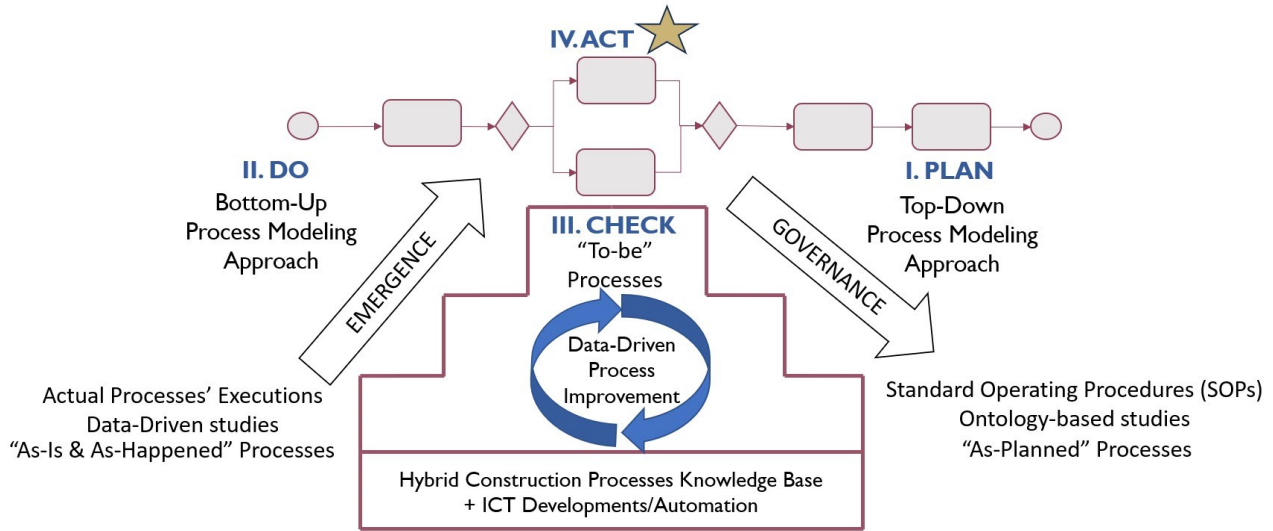 IV. ACT
II. DO
Bottom-Up
Process Modeling
Approach
EMERGENCE
Actual Processes’ Executions
Data-Driven studies
“As-Is & As-Happened” Processes
III. CHECK
“To-be”
Processes
Data-Driven
Process
Improvement
Hybrid Construction Processes Knowledge Base
+ ICT Developments/Automation
I. PLAN
Top-Down
Process Modeling
Approach
GOVERNANCE
Standard Operating Procedures (SOPs)
Ontology-based studies
“As-Planned” Processes